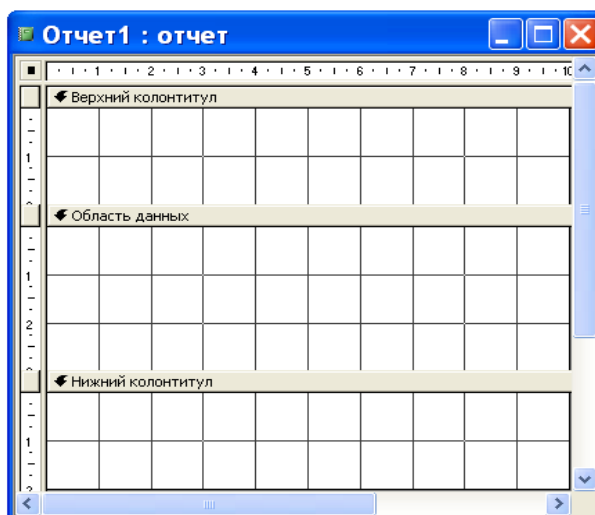 Отчет1 : отчет
1 2 3 4 5 6 7 8 9 10
Верхний колонтитул
1
Область данных
1
2
Нижний колонтитул
1
2